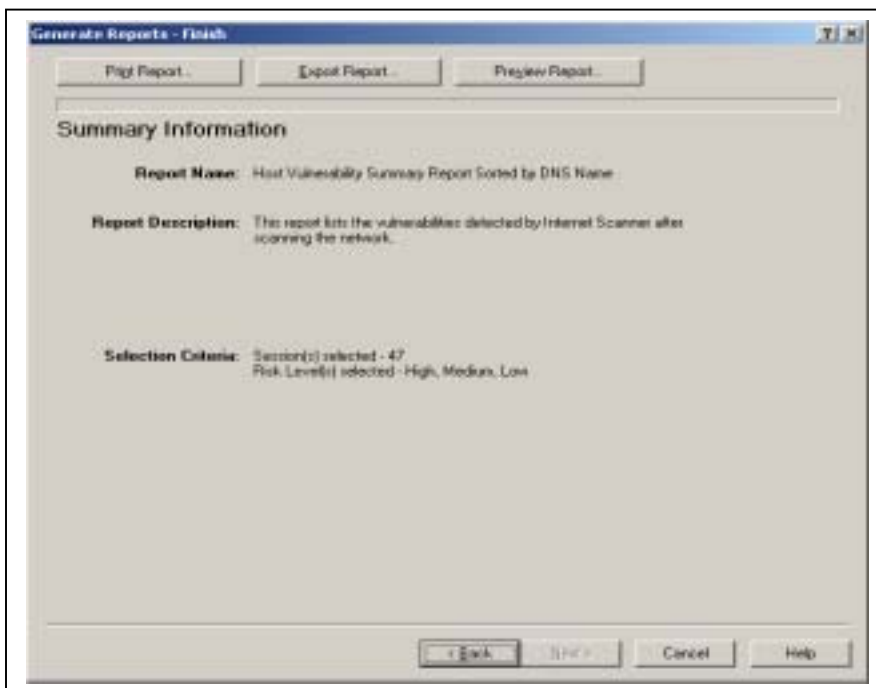 Generate Reports - Finish
Print Report...
Export Report...
Preview Report...
Summary Information
Report Name: Host Vulnerability Summary Report Sorted by DNS Name
Report Description: This report lists the vulnerabilities detected by Internet Scanner after
scanning the network.
Selection Criteria: Session(s) selected - 47
Risk Level(s) selected - High, Medium, Low
< Back
Next >
Cancel
Help